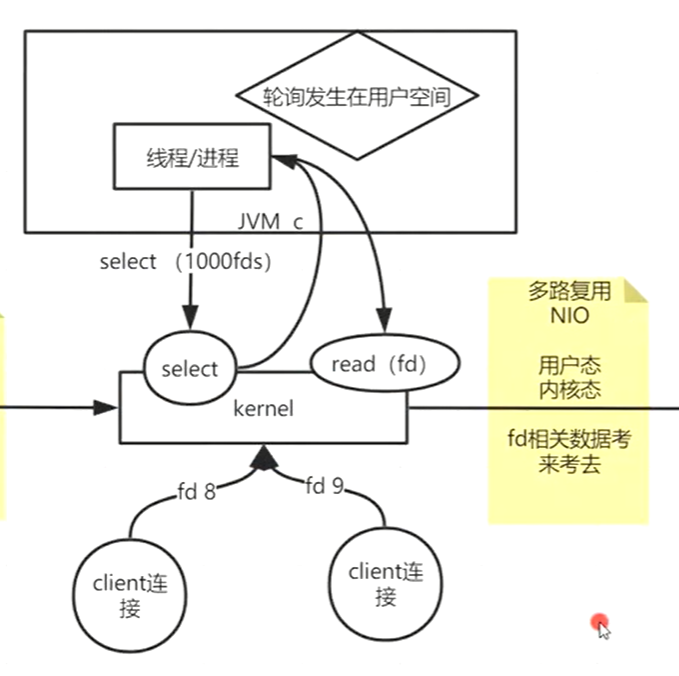 轮询发生在用户空间
线程/进程
JVM c
select （1000fds）
select
read（fd）
kernel
多路复用
NIO
用户态
内核态
fd相关数据考
来考去
fd 8
fd 9
client连
接
client连
接